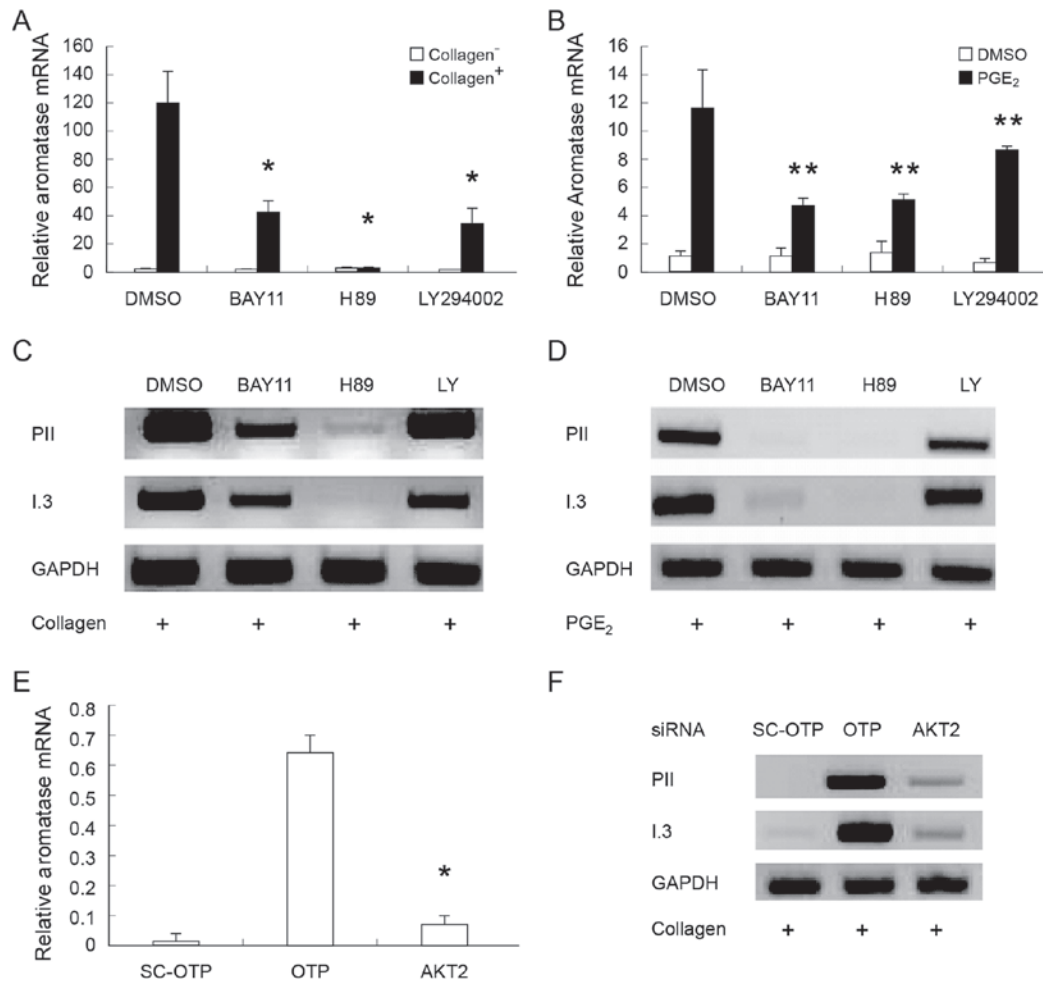 A
Relative aromatase mRNA
160
140
120
100
80
60
40
20
0
Collagen⁻
Collagen⁺
*
*
*
DMSO BAY11 H89 LY294002
B
Relative Aromatase mRNA
16
14
12
10
8
6
4
2
0
DMSO
PGE₂
**
**
**
DMSO BAY11 H89 LY294002
C
DMSO BAY11 H89 LY
PII
I.3
GAPDH
Collagen + + + +
D
DMSO BAY11 H89 LY
PII
I.3
GAPDH
PGE₂ + + + +
E
Relative aromatase mRNA
0.8
0.7
0.6
0.5
0.4
0.3
0.2
0.1
0
*
SC-OTP OTP AKT2
F
siRNA SC-OTP OTP AKT2
PII
I.3
GAPDH
Collagen + + +